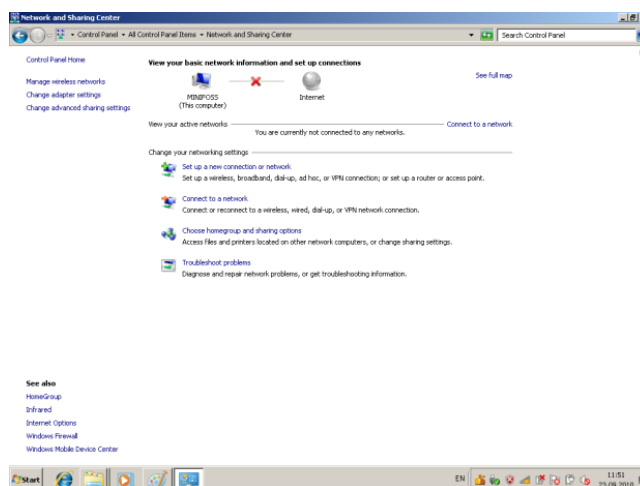 Network and Sharing Center
Control Panel All Control Panel Items Network and Sharing Center
Search Control Panel
Control Panel Home
Manage wireless networks
Change adapter settings
Change advanced sharing settings
View your basic network information and set up connections
See full map
MINIPOSS
(This computer)
Internet
View your active networks
Connect to a network
You are currently not connected to any networks.
Change your networking settings
Set up a new connection or network
Set up a wireless, broadband, dial-up, ad hoc, or VPN connection; or set up a router or access point.
Connect to a network
Connect or reconnect to a wireless, wired, dial-up, or VPN network connection.
Choose homegroup and sharing options
Access files and printers located on other network computers, or change sharing settings.
Troubleshoot problems
Diagnose and repair network problems, or get troubleshooting information.
See also
HomeGroup
Infrared
Internet Options
Windows Firewall
Windows Mobile Device Center
Start
EN
11:51
23.09.2010